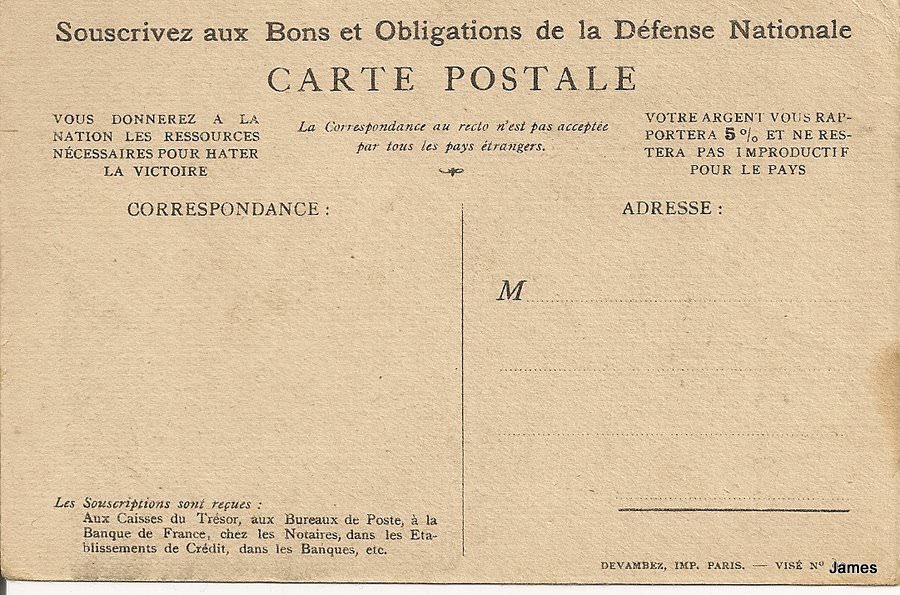 Souscrivez aux Bons et Obligations de la Défense Nationale
CARTE POSTALE
VOUS DONNEREZ A LA
NATION LES RESSOURCES
NÉCESSAIRES POUR HATER
LA VICTOIRE
La Correspondance au recto n'est pas acceptée
par tous les pays étrangers.
VOTRE ARGENT VOUS RAP-
PORTERA 5 % ET NE RES-
TERA PAS IMPRODUCTIF
POUR LE PAYS
CORRESPONDANCE :
ADRESSE :
M
Les Souscriptions sont reçues :
Aux Caisses du Trésor, aux Bureaux de Poste, à la
Banque de France, chez les Notaires, dans les Eta-
blissements de Crédit, dans les Banques, etc.
DEVAMBEZ, IMP. PARIS. — VISÉ Nº
James